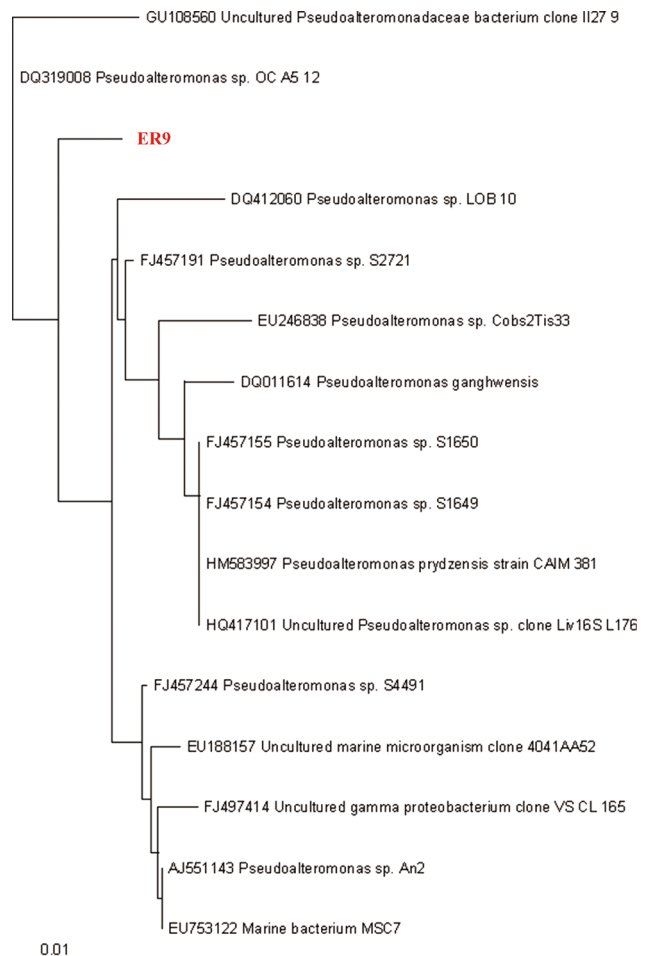 GU108560 Uncultured Pseudoalteromonadaceae bacterium clone II27 9
DQ319008 Pseudoalteromonas sp. OC A5 12
ER9
DQ412060 Pseudoalteromonas sp. LOB 10
FJ457191 Pseudoalteromonas sp. S2721
EU246838 Pseudoalteromonas sp. Cobs2Tis33
DQ011614 Pseudoalteromonas ganghwensis
FJ457155 Pseudoalteromonas sp. S1650
FJ457154 Pseudoalteromonas sp. S1649
HM583997 Pseudoalteromonas prydzensis strain CAIM 381
HQ417101 Uncultured Pseudoalteromonas sp. clone Liv16S L176
FJ457244 Pseudoalteromonas sp. S4491
EU188157 Uncultured marine microorganism clone 4041AA52
FJ497414 Uncultured gamma proteobacterium clone VS CL 165
AJ551143 Pseudoalteromonas sp. An2
EU753122 Marine bacterium MSC7
0.01